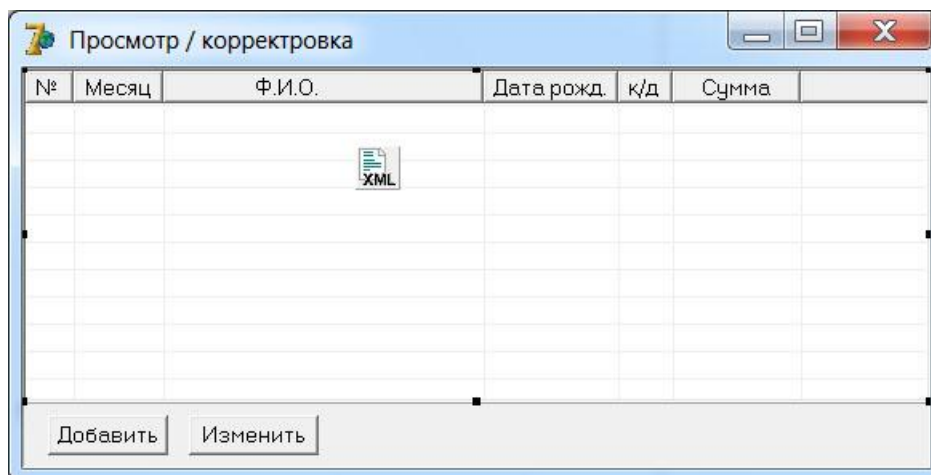 Просмотр / корректровка
№ Месяц Ф.И.О. Дата рожд. к/д Сумма
XML
Добавить Изменить